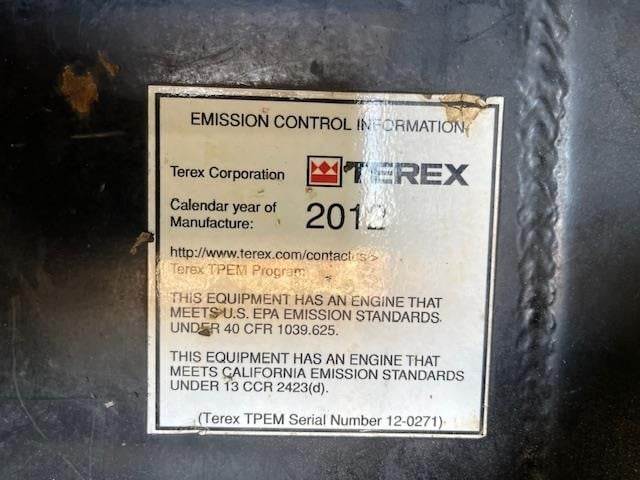 EMISSION CONTROL INFORMATION
Terex Corporation TEREX
Calendar year of
Manufacture: 2012
http://www.terex.com/contactus>
Terex TPEM Program
THIS EQUIPMENT HAS AN ENGINE THAT
MEETS U.S. EPA EMISSION STANDARDS
UNDER 40 CFR 1039.625.
THIS EQUIPMENT HAS AN ENGINE THAT
MEETS CALIFORNIA EMISSION STANDARDS
UNDER 13 CCR 2423(d).
(Terex TPEM Serial Number 12-0271)